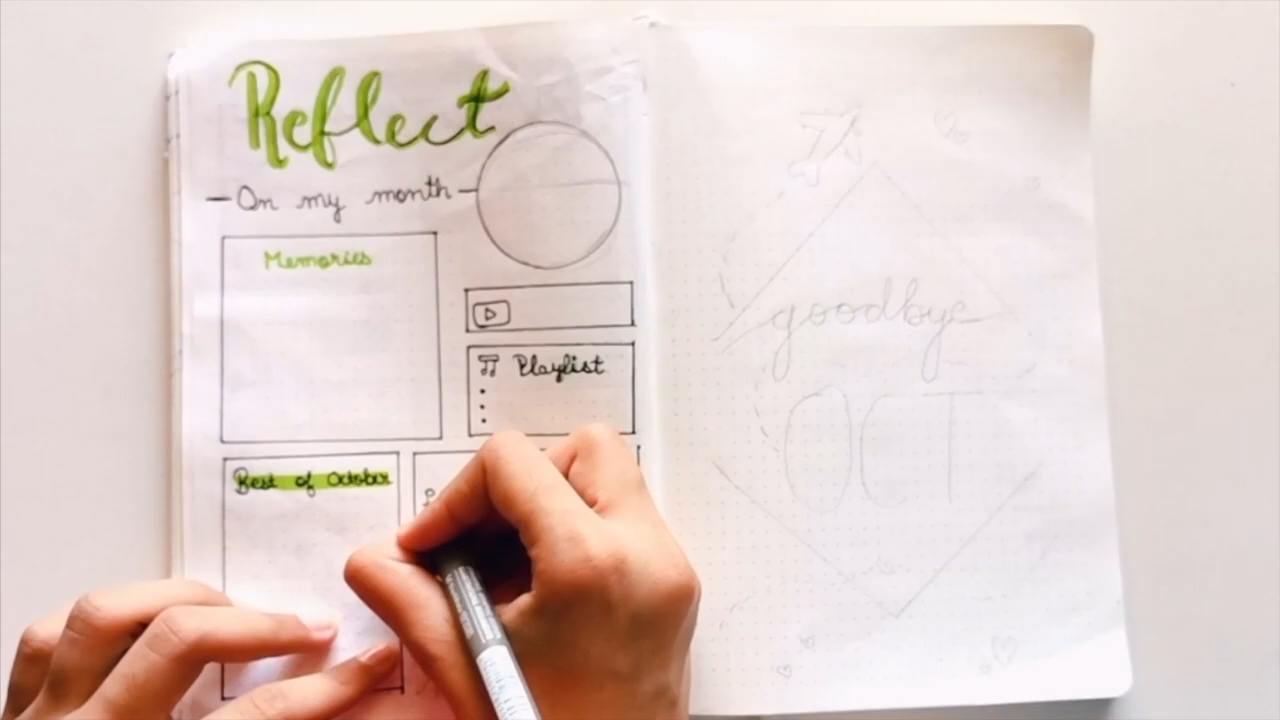 Reflect
On my month
Memories
Playlist
Best of October
goodbye
OCT